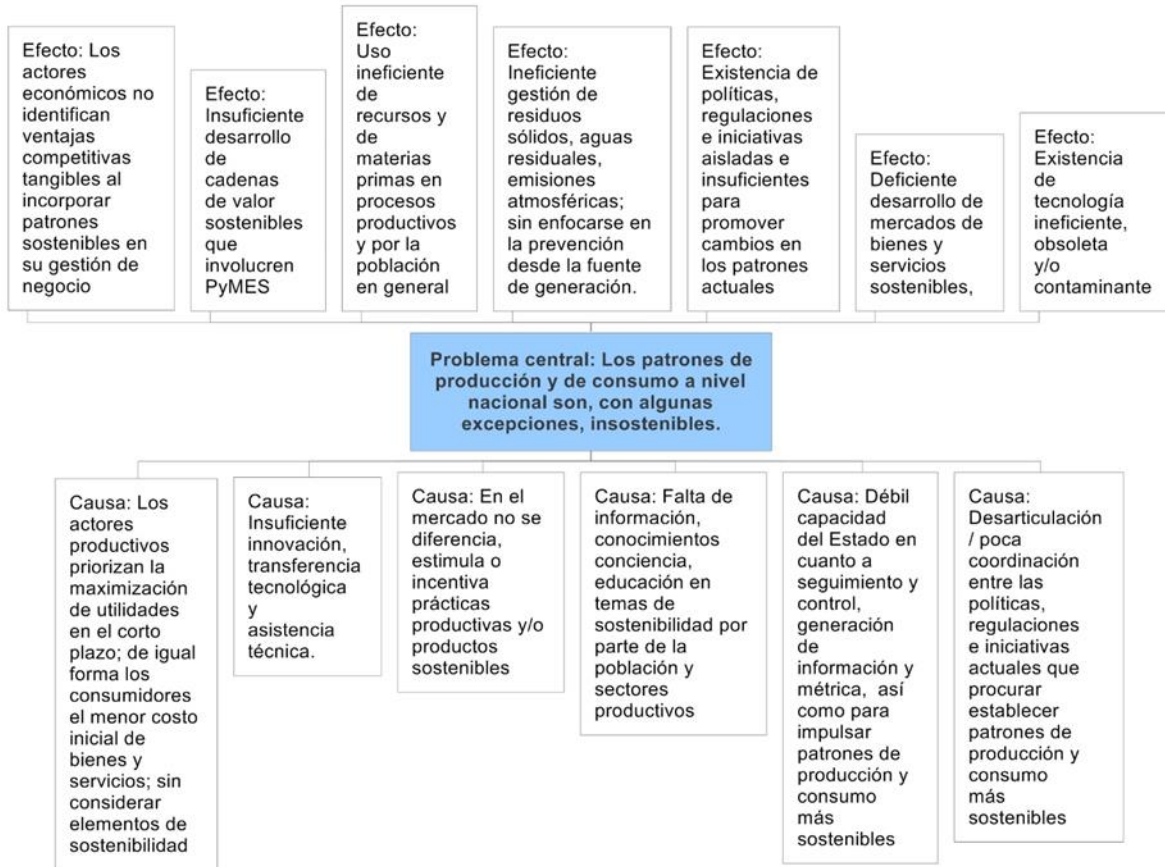 Efecto: Los
actores
económicos no
identifican
ventajas
competitivas
tangibles al
incorporar
patrones
sostenibles en
su gestión de
negocio
Efecto:
Insuficiente
desarrollo
de
cadenas
de valor
sostenibles
que
involucren
PyMES
Efecto:
Uso
ineficiente
de
recursos y
de
materias
primas en
procesos
productivos
y por la
población
en general
Efecto:
Ineficiente
gestión de
residuos
sólidos, aguas
residuales,
emisiones
atmosféricas;
sin enfocarse en
la prevención
desde la fuente
de generación.
Efecto:
Existencia de
políticas,
regulaciones
e iniciativas
aisladas e
insuficientes
para
promover
cambios en
los patrones
actuales
Efecto:
Deficiente
desarrollo de
mercados de
bienes y
servicios
sostenibles,
Efecto:
Existencia
de
tecnología
ineficiente,
obsoleta
y/o
contaminante
Problema central: Los patrones de
producción y de consumo a nivel
nacional son, con algunas
excepciones, insostenibles.
Causa: Los
actores
productivos
priorizan la
maximización
de utilidades
en el corto
plazo; de igual
forma los
consumidores
el menor costo
inicial de
bienes y
servicios; sin
considerar
elementos de
sostenibilidad
Causa:
Insuficiente
innovación,
transferencia
tecnológica
y
asistencia
técnica.
Causa: En el
mercado no se
diferencia,
estimula o
incentiva
prácticas
productivas y/o
productos
sostenibles
Causa: Falta de
información,
conocimientos
conciencia,
educación en
temas de
sostenibilidad por
parte de la
población y
sectores
productivos
Causa: Débil
capacidad
del Estado en
cuanto a
seguimiento y
control,
generación
de
información y
métrica, así
como para
impulsar
patrones de
producción y
consumo
más
sostenibles
Causa:
Desarticulación
/ poca
coordinación
entre las
políticas,
regulaciones
e iniciativas
actuales que
procurar
establecer
patrones de
producción y
consumo
más
sostenibles